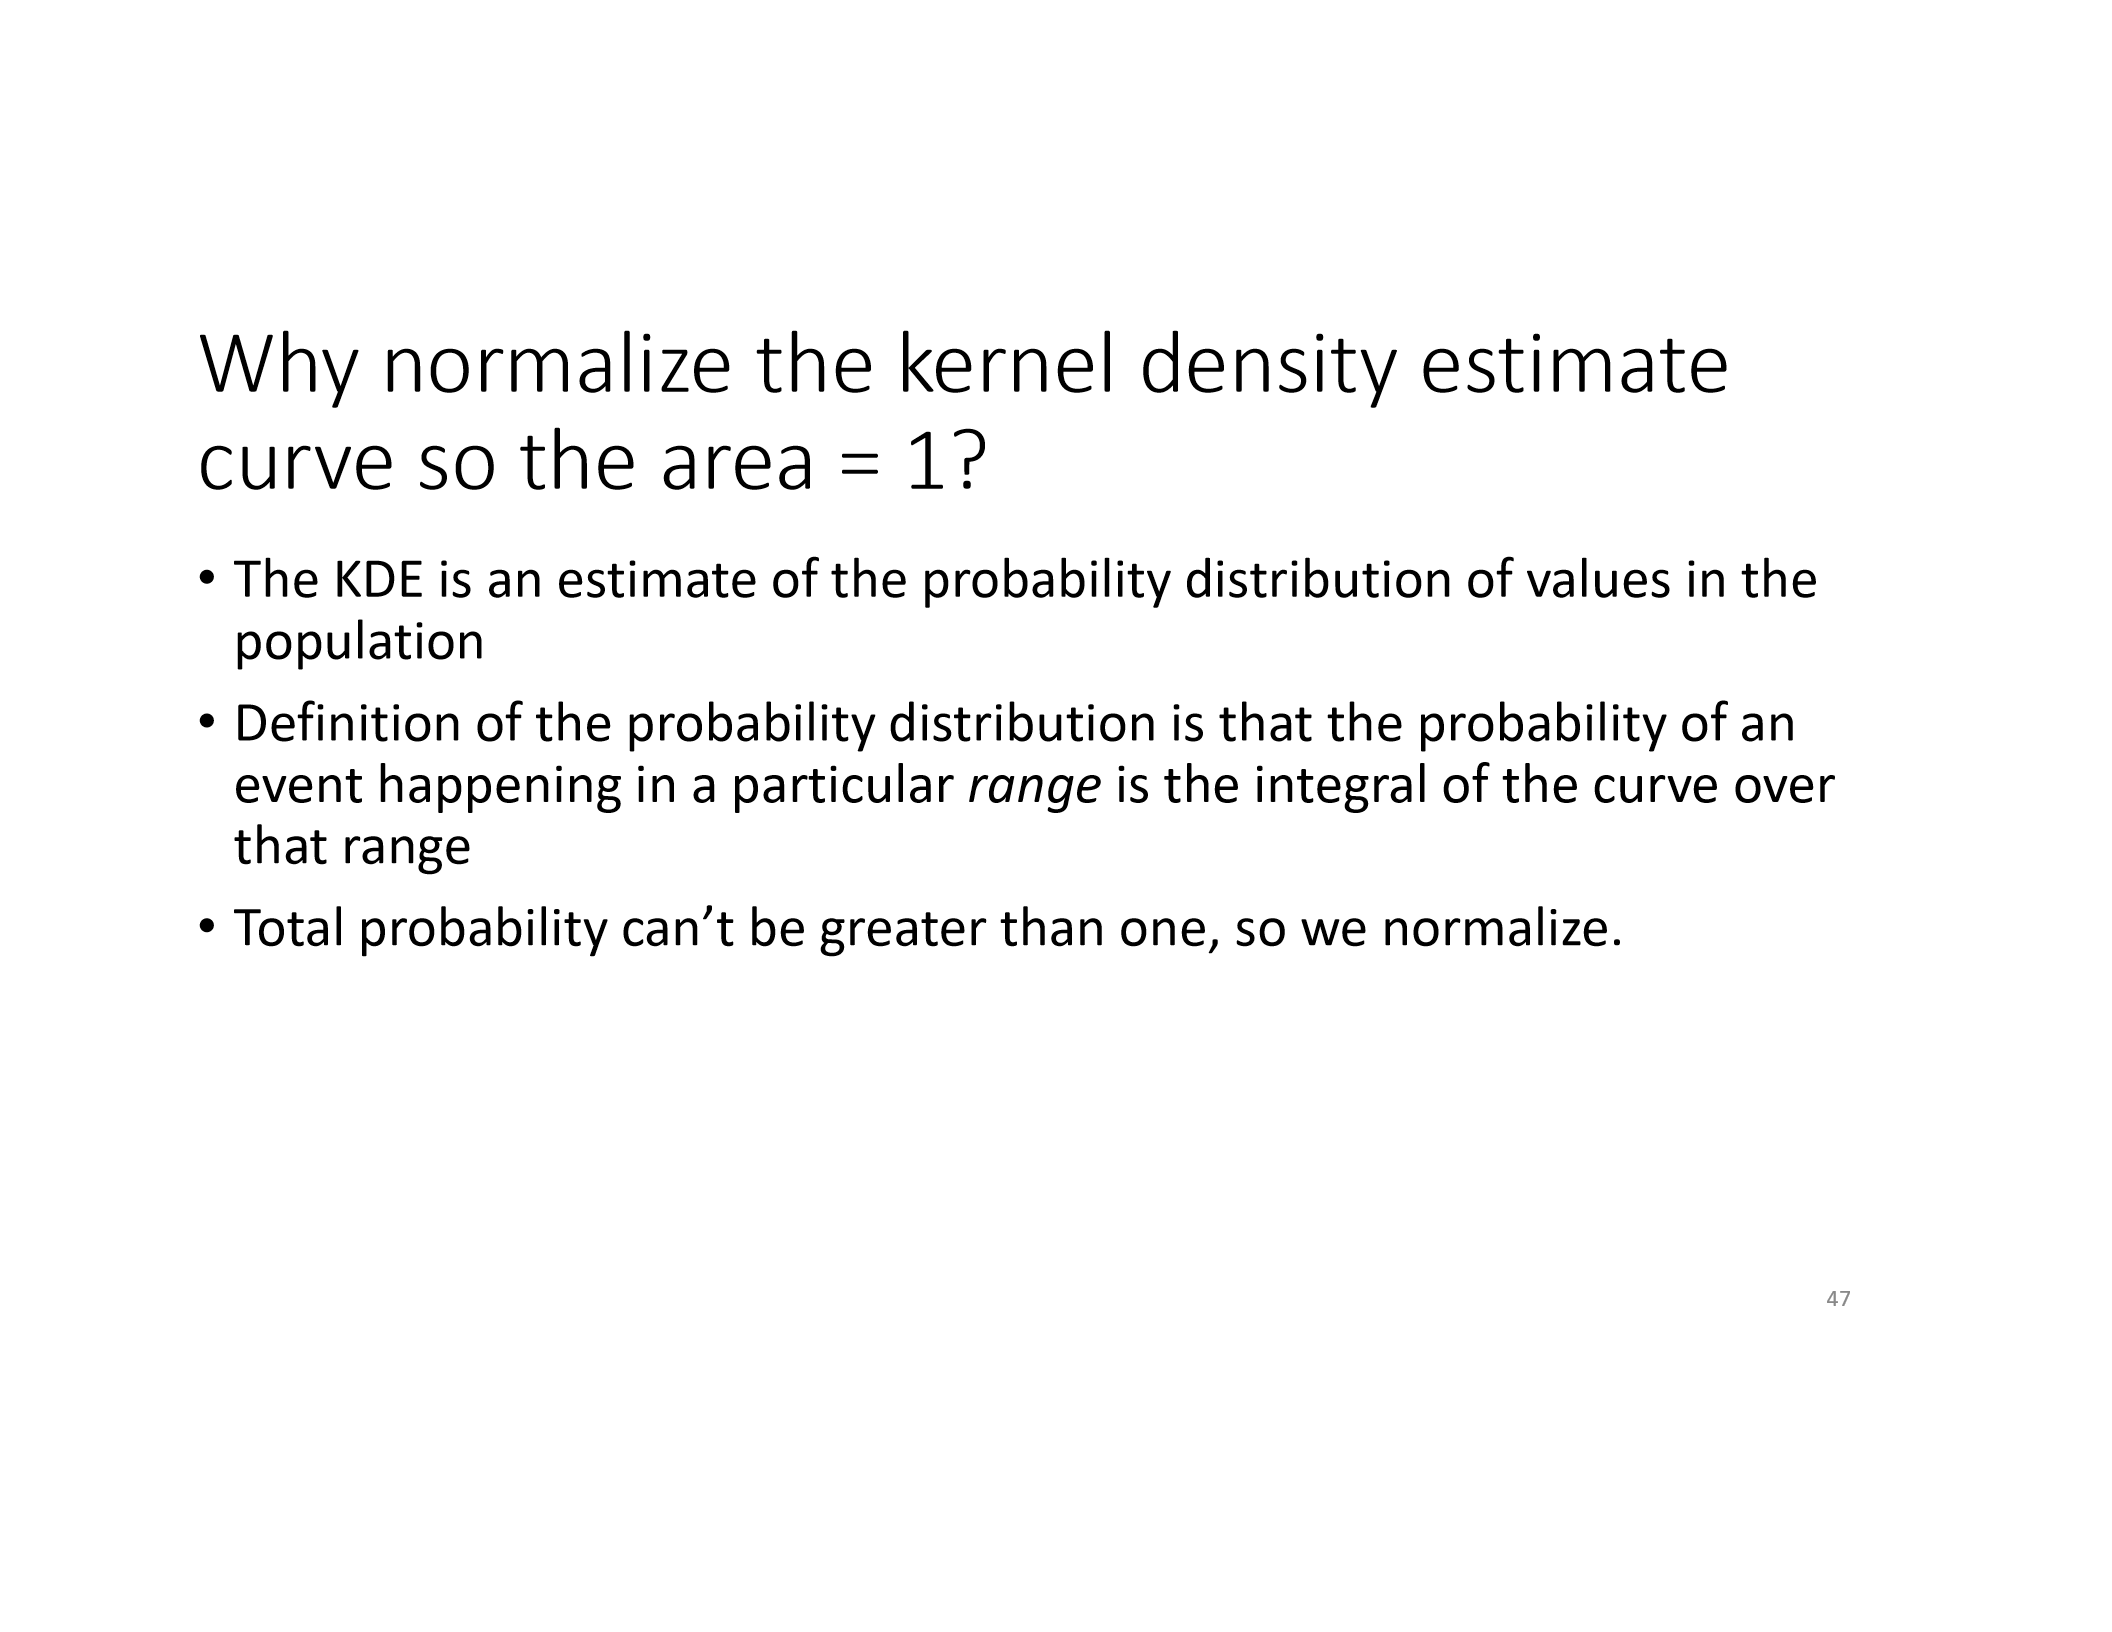 Why normalize the kernel density estimate
curve so the area = 1?
• The KDE is an estimate of the probability distribution of values in the
population
• Definition of the probability distribution is that the probability of an
event happening in a particular range is the integral of the curve over
that range
• Total probability can’t be greater than one, so we normalize.
47